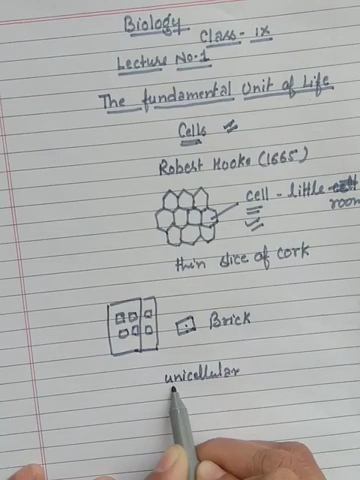 Biology
Class-IX
Lecture No:1
The fundamental Unit of Life
Cells
Robert Hooke (1665)
cell - little
room
thin slice of cork
Brick
unicellular